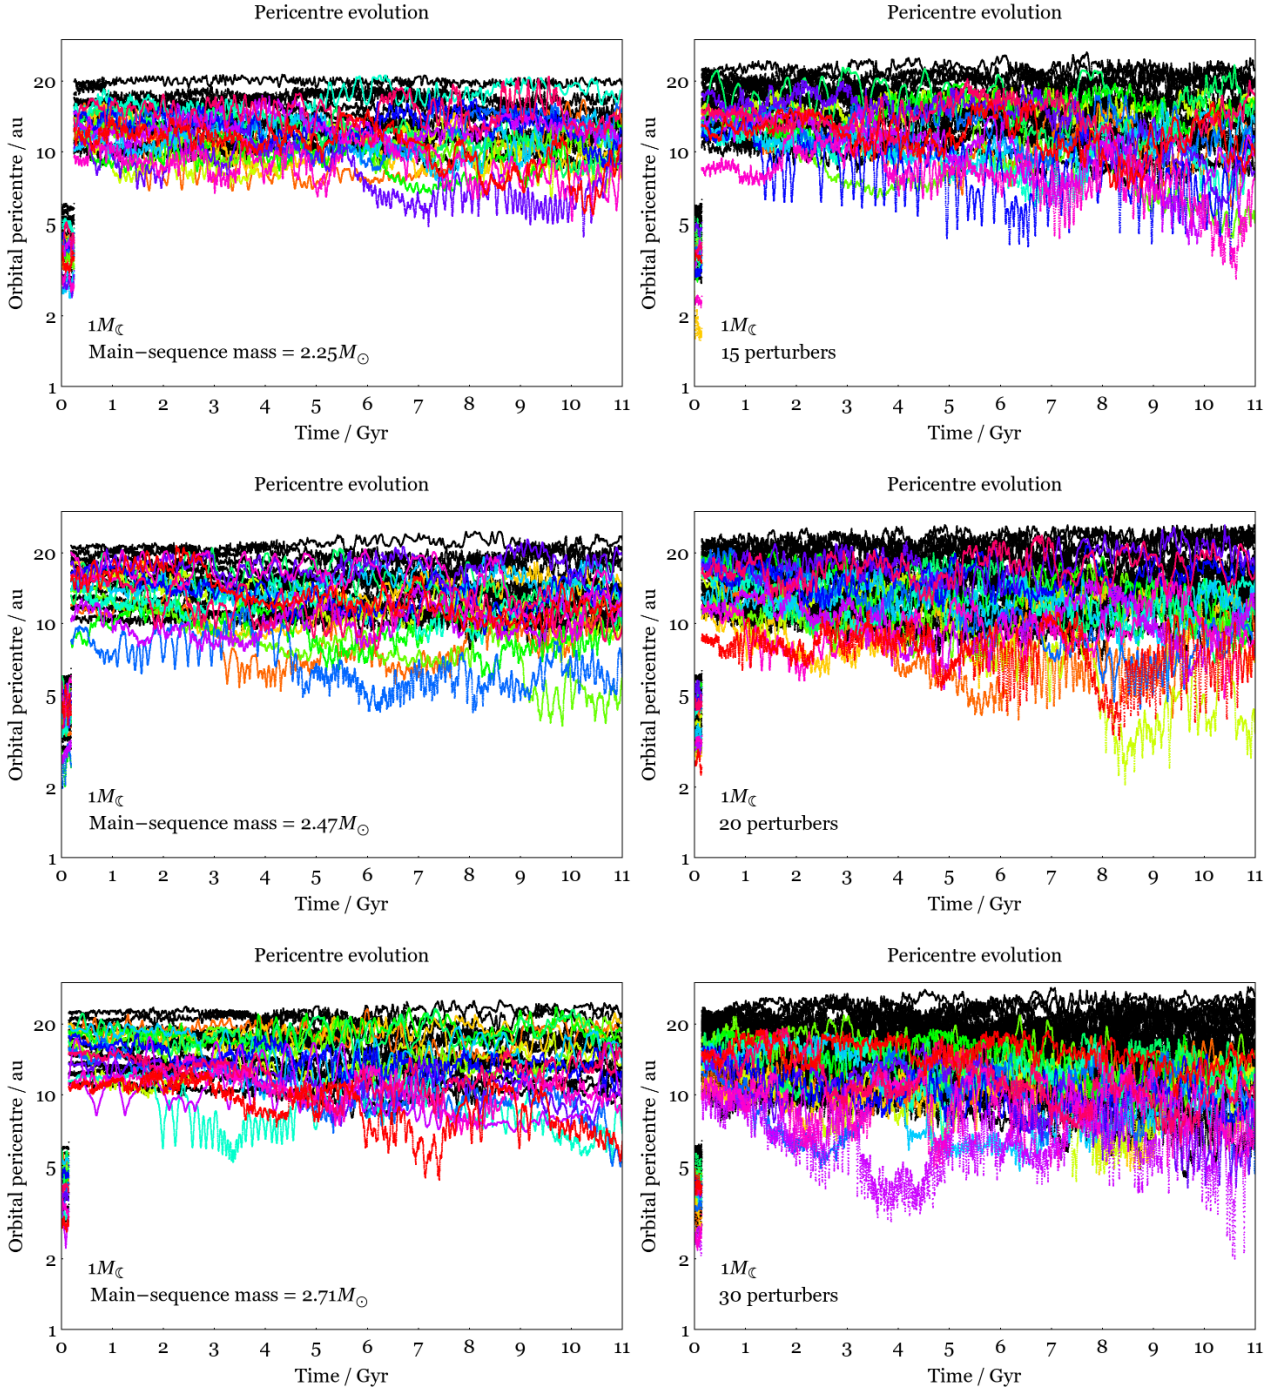 Pericentre evolution
Orbital pericentre / au
20
10
5
2
1
1M☾
Main−sequence mass = 2.25M☉
0 1 2 3 4 5 6 7 8 9 10 11
Time / Gyr
Pericentre evolution
Orbital pericentre / au
20
10
5
2
1
1M☾
15 perturbers
0 1 2 3 4 5 6 7 8 9 10 11
Time / Gyr
Pericentre evolution
Orbital pericentre / au
20
10
5
2
1
1M☾
Main−sequence mass = 2.47M☉
0 1 2 3 4 5 6 7 8 9 10 11
Time / Gyr
Pericentre evolution
Orbital pericentre / au
20
10
5
2
1
1M☾
20 perturbers
0 1 2 3 4 5 6 7 8 9 10 11
Time / Gyr
Pericentre evolution
Orbital pericentre / au
20
10
5
2
1
1M☾
Main−sequence mass = 2.71M☉
0 1 2 3 4 5 6 7 8 9 10 11
Time / Gyr
Pericentre evolution
Orbital pericentre / au
20
10
5
2
1
1M☾
30 perturbers
0 1 2 3 4 5 6 7 8 9 10 11
Time / Gyr